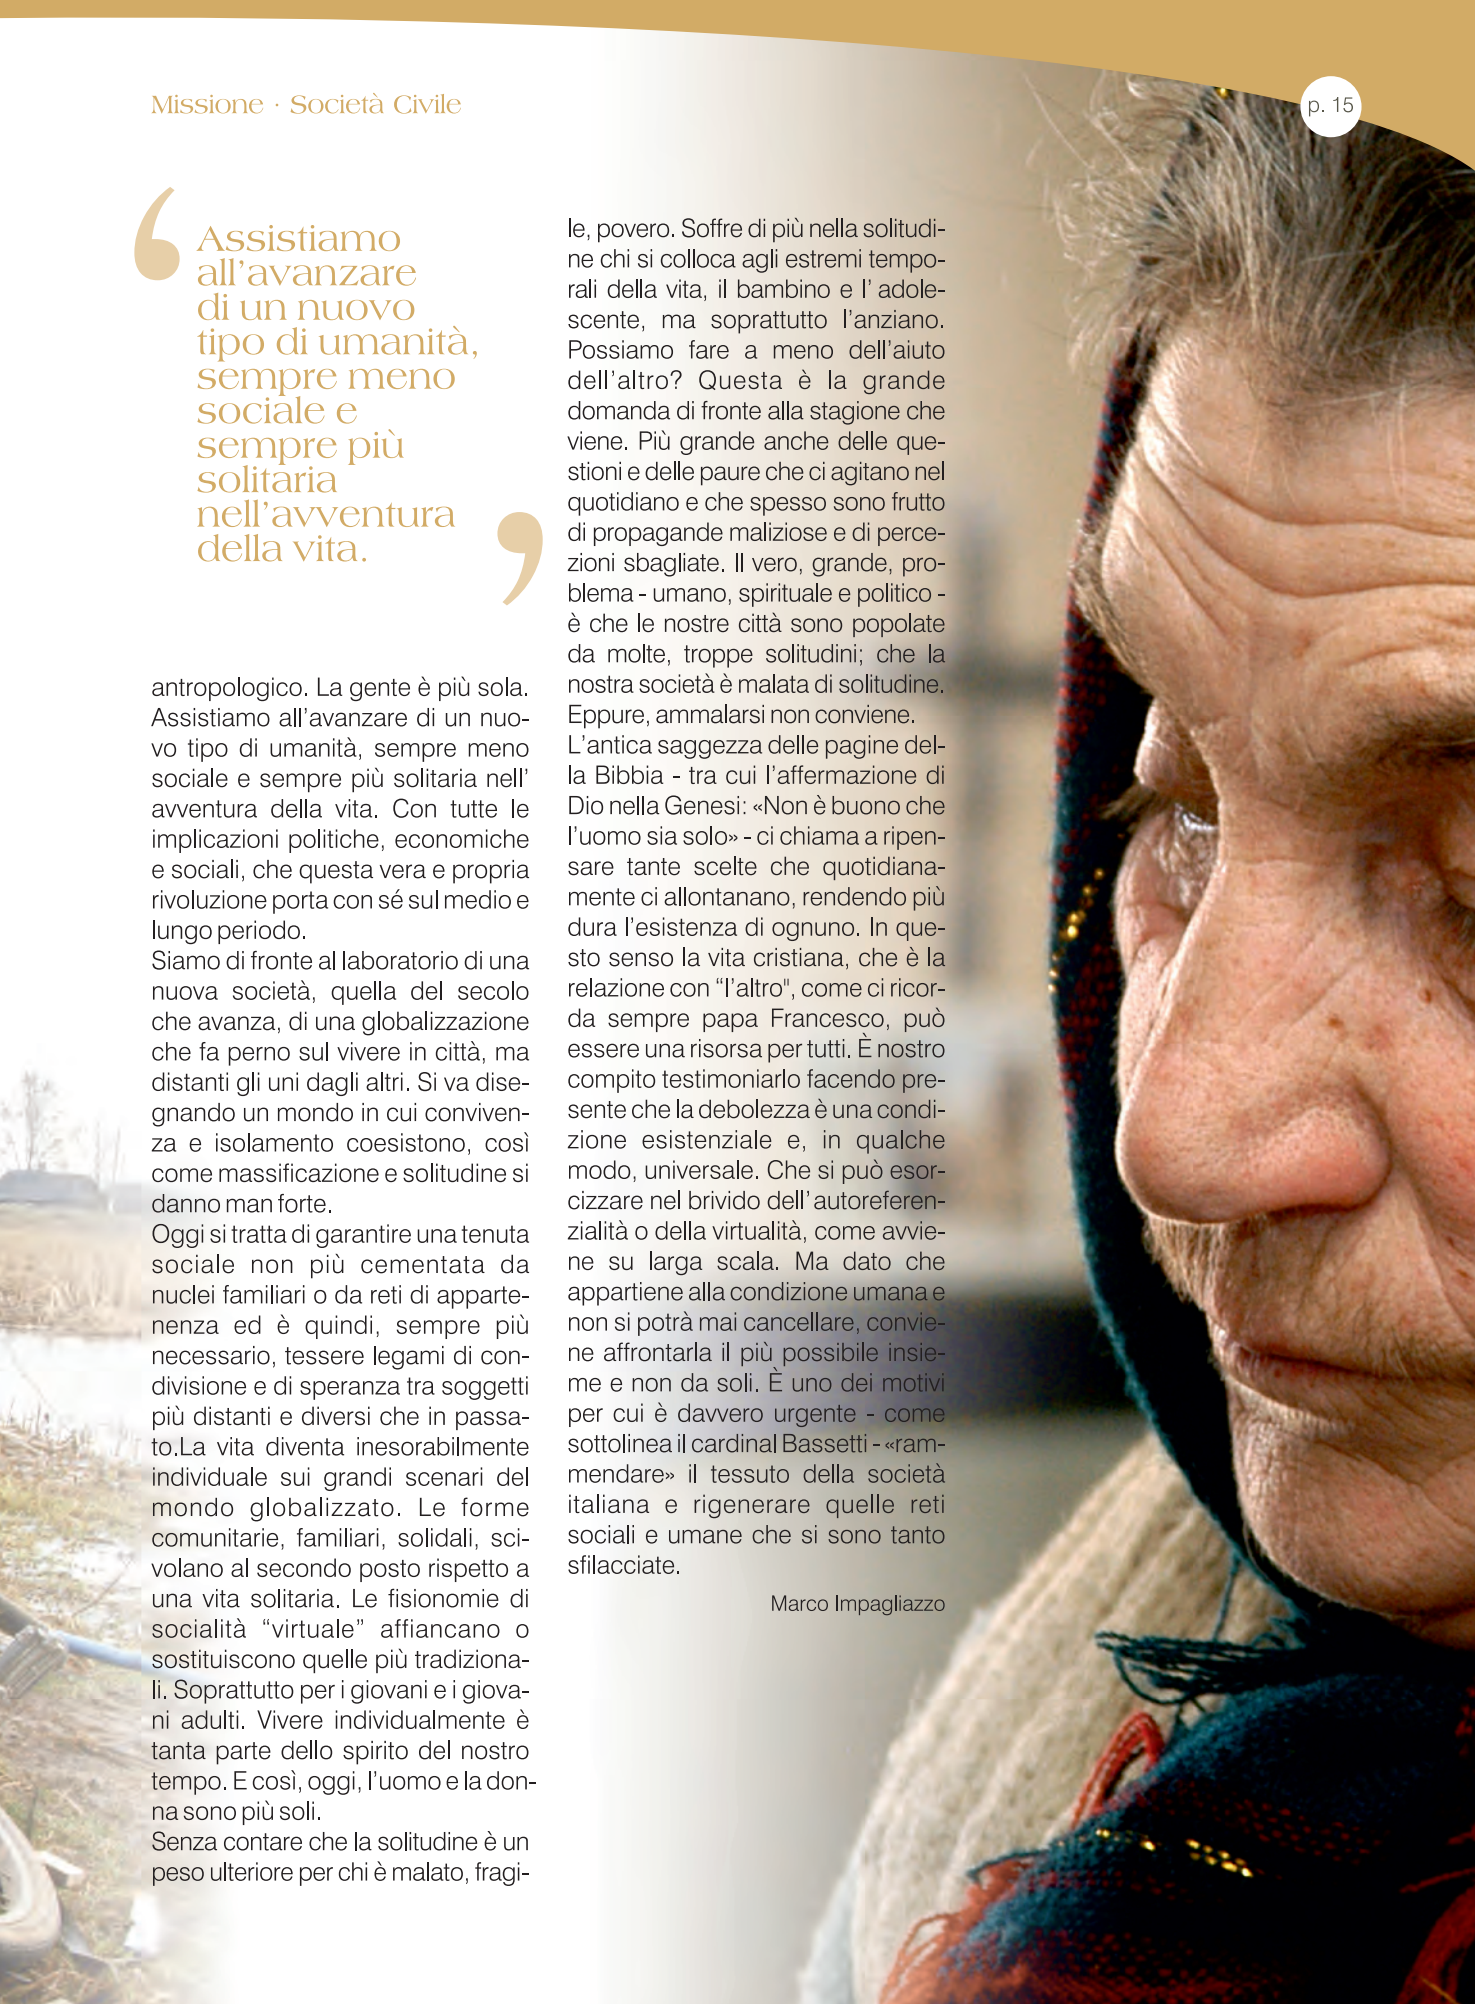 Missione · Società Civile
p. 15
‘
Assistiamo
all’avanzare
di un nuovo
tipo di umanità,
sempre meno
sociale e
sempre più
solitaria
nell’avventura
della vita.
’
antropologico. La gente è più sola.
Assistiamo all’avanzare di un nuo-
vo tipo di umanità, sempre meno
sociale e sempre più solitaria nell’
avventura della vita. Con tutte le
implicazioni politiche, economiche
e sociali, che questa vera e propria
rivoluzione porta con sé sul medio e
lungo periodo.
Siamo di fronte al laboratorio di una
nuova società, quella del secolo
che avanza, di una globalizzazione
che fa perno sul vivere in città, ma
distanti gli uni dagli altri. Si va dise-
gnando un mondo in cui conviven-
za e isolamento coesistono, così
come massificazione e solitudine si
danno man forte.
Oggi si tratta di garantire una tenuta
sociale non più cementata da
nuclei familiari o da reti di apparte-
nenza ed è quindi, sempre più
necessario, tessere legami di con-
divisione e di speranza tra soggetti
più distanti e diversi che in passa-
to.La vita diventa inesorabilmente
individuale sui grandi scenari del
mondo globalizzato. Le forme
comunitarie, familiari, solidali, sci-
volano al secondo posto rispetto a
una vita solitaria. Le fisionomie di
socialità “virtuale” affiancano o
sostituiscono quelle più tradiziona-
li. Soprattutto per i giovani e i giova-
ni adulti. Vivere individualmente è
tanta parte dello spirito del nostro
tempo. E così, oggi, l’uomo e la don-
na sono più soli.
Senza contare che la solitudine è un
peso ulteriore per chi è malato, fragi-
le, povero. Soffre di più nella solitudi-
ne chi si colloca agli estremi tempo-
rali della vita, il bambino e l’ adole-
scente, ma soprattutto l’anziano.
Possiamo fare a meno dell’aiuto
dell’altro? Questa è la grande
domanda di fronte alla stagione che
viene. Più grande anche delle que-
stioni e delle paure che ci agitano nel
quotidiano e che spesso sono frutto
di propagande maliziose e di perce-
zioni sbagliate. Il vero, grande, pro-
blema - umano, spirituale e politico -
è che le nostre città sono popolate
da molte, troppe solitudini; che la
nostra società è malata di solitudine.
Eppure, ammalarsi non conviene.
L’antica saggezza delle pagine del-
la Bibbia - tra cui l’affermazione di
Dio nella Genesi: «Non è buono che
l’uomo sia solo» - ci chiama a ripen-
sare tante scelte che quotidiana-
mente ci allontanano, rendendo più
dura l’esistenza di ognuno. In que-
sto senso la vita cristiana, che è la
relazione con “l’altro", come ci ricor-
da sempre papa Francesco, può
essere una risorsa per tutti. È nostro
compito testimoniarlo facendo pre-
sente che la debolezza è una condi-
zione esistenziale e, in qualche
modo, universale. Che si può esor-
cizzare nel brivido dell’autoreferen-
zialità o della virtualità, come avvie-
ne su larga scala. Ma dato che
appartiene alla condizione umana e
non si potrà mai cancellare, convie-
ne affrontarla il più possibile insie-
me e non da soli. È uno dei motivi
per cui è davvero urgente - come
sottolinea il cardinal Bassetti - «ram-
mendare» il tessuto della società
italiana e rigenerare quelle reti
sociali e umane che si sono tanto
sfilacciate.
Marco Impagliazzo